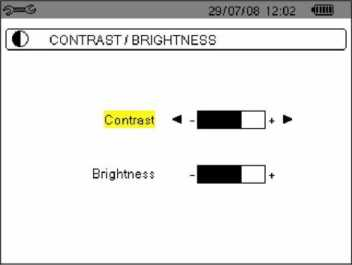 29/07/08 12:02
CONTRAST / BRIGHTNESS
Contrast - +
Brightness - +